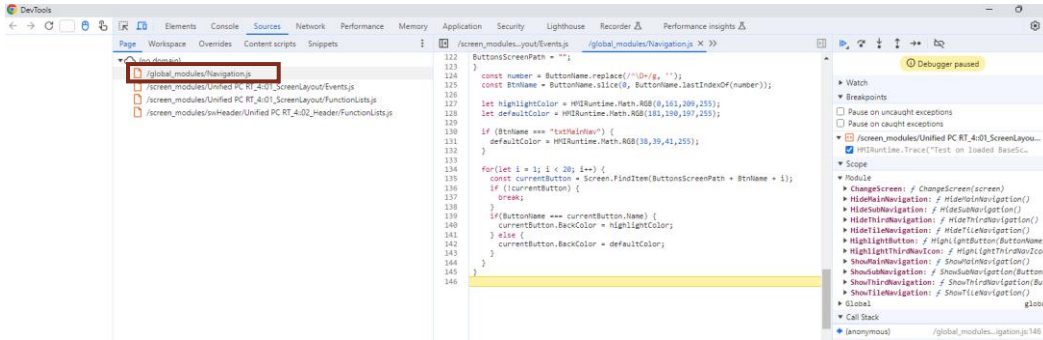 DevTools
Elements Console Sources Network Performance Memory Application Security Lighthouse Recorder Performance insights
Page Workspace Overrides Content scripts Snippets
(no domain)
/global_modules/Navigation.js
/screen_modules/Unified PC RT_4::01_ScreenLayout/Events.js
/screen_modules/Unified PC RT_4::01_ScreenLayout/FunctionLists.js
/screen_modules/swHeader/Unified PC RT_4::02_Header/FunctionLists.js
/screen_modules...yout/Events.js /global_modules/Navigation.js
122 ButtonsScreenPath = "";
123 }
124 const number = ButtonName.replace(/^\D+/g, '');
125 const BtnName = ButtonName.slice(0, ButtonName.lastIndexOf(number));
126
127 let highlightColor = HMIRuntime.Math.RGB(0,161,209,255);
128 let defaultColor = HMIRuntime.Math.RGB(181,190,197,255);
129
130 if (BtnName === "txtMainNav") {
131 defaultColor = HMIRuntime.Math.RGB(38,39,41,255);
132 }
133
134 for(let i = 1; i < 20; i++) {
135 const currentButton = Screen.FindItem(ButtonsScreenPath + BtnName + i);
136 if (!currentButton) {
137 break;
138 }
139 if(ButtonName === currentButton.Name) {
140 currentButton.BackColor = highlightColor;
141 } else {
142 currentButton.BackColor = defaultColor;
143 }
144 }
145 }
146
Debugger paused
Watch
Breakpoints
Pause on uncaught exceptions
Pause on caught exceptions
/screen_modules/Unified PC RT_4::01_ScreenLayou...
HMIRuntime.Trace("Test on loaded BaseSc...
Scope
Module
ChangeScreen: ƒ ChangeScreen(screen)
HideMainNavigation: ƒ HideMainNavigation()
HideSubNavigation: ƒ HideSubNavigation()
HideThirdNavigation: ƒ HideThirdNavigation()
HideTileNavigation: ƒ HideTileNavigation()
HighlightButton: ƒ HighlightButton(ButtonName
HighlightThirdNavIcon: ƒ HighlightThirdNavIco
ShowMainNavigation: ƒ ShowMainNavigation()
ShowSubNavigation: ƒ ShowSubNavigation(Button
ShowThirdNavigation: ƒ ShowThirdNavigation(Bu
ShowTileNavigation: ƒ ShowTileNavigation()
Global globa
Call Stack
(anonymous) /global_modules...igation.js:146